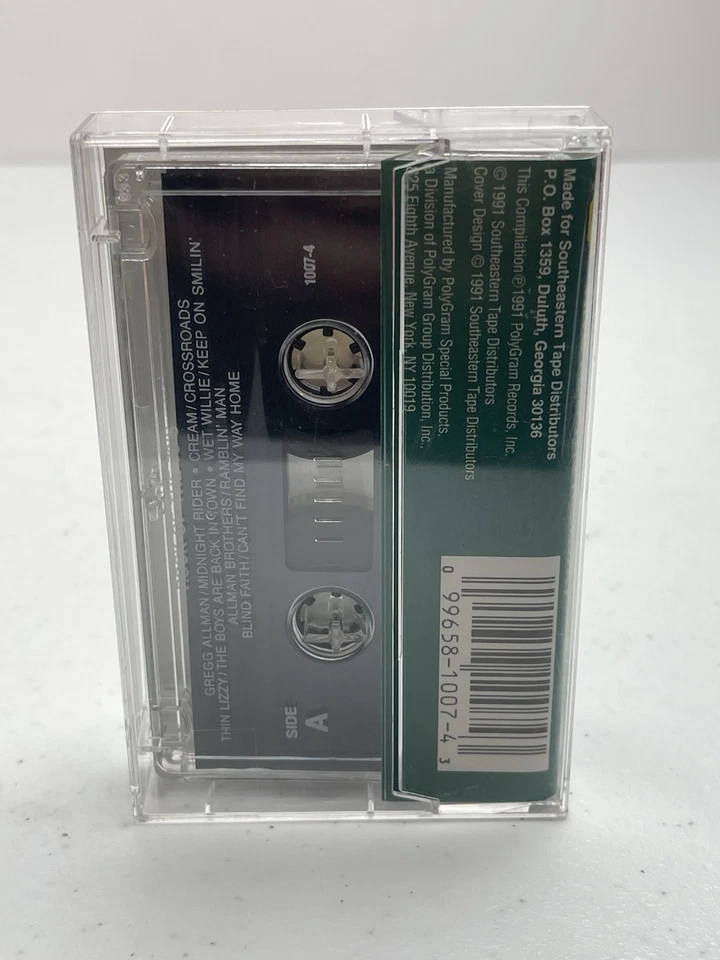 GREGG ALLMAN/MIDNIGHT RIDER • CREAM/CROSSROADS
THIN LIZZY/THE BOYS ARE BACK IN TOWN • WET WILLIE/KEEP ON SMILIN'
ALLMAN BROTHERS/RAMBLIN' MAN
BLIND FAITH/CAN'T FIND MY WAY HOME
SIDE
A
1007-4
Made for Southeastern Tape Distributors
P.O. Box 1359, Duluth, Georgia 30136
This Compilation ℗ 1991 PolyGram Records, Inc.
© 1991 Southeastern Tape Distributors
Cover Design © 1991 Southeastern Tape Distributors
Manufactured by PolyGram Special Products,
a Division of PolyGram Group Distribution, Inc.,
825 Eighth Avenue, New York, NY 10019
0 99658-1007-4 3